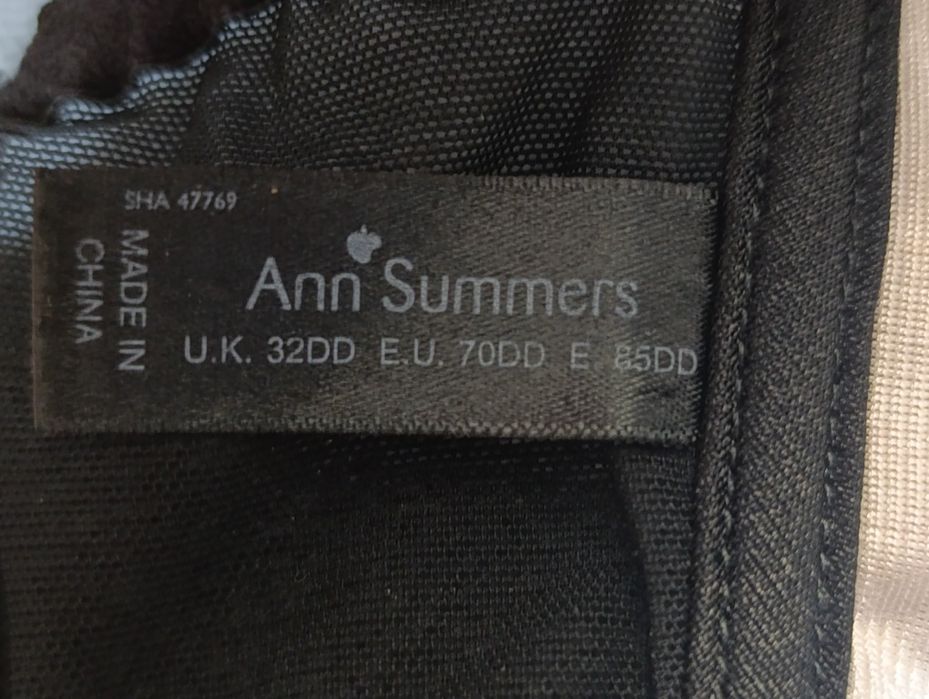 SHA 47769
MADE IN
CHINA
Ann Summers
U.K. 32DD E.U. 70DD E 85DD